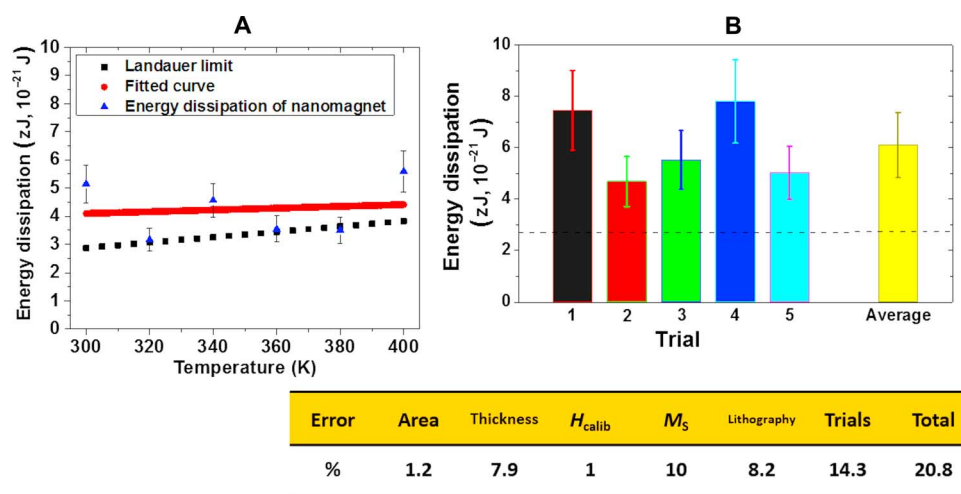 A
Energy dissipation (zJ, 10⁻²¹ J)
10
9
8
7
6
5
4
3
2
1
0
Landauer limit
Fitted curve
Energy dissipation of nanomagnet
300 320 340 360 380 400
Temperature (K)
B
Energy dissipation
(zJ, 10⁻²¹ J)
10
8
6
4
2
0
1 2 3 4 5 Average
Trial
Error Area Thickness H_calib M_S Lithography Trials Total
% 1.2 7.9 1 10 8.2 14.3 20.8